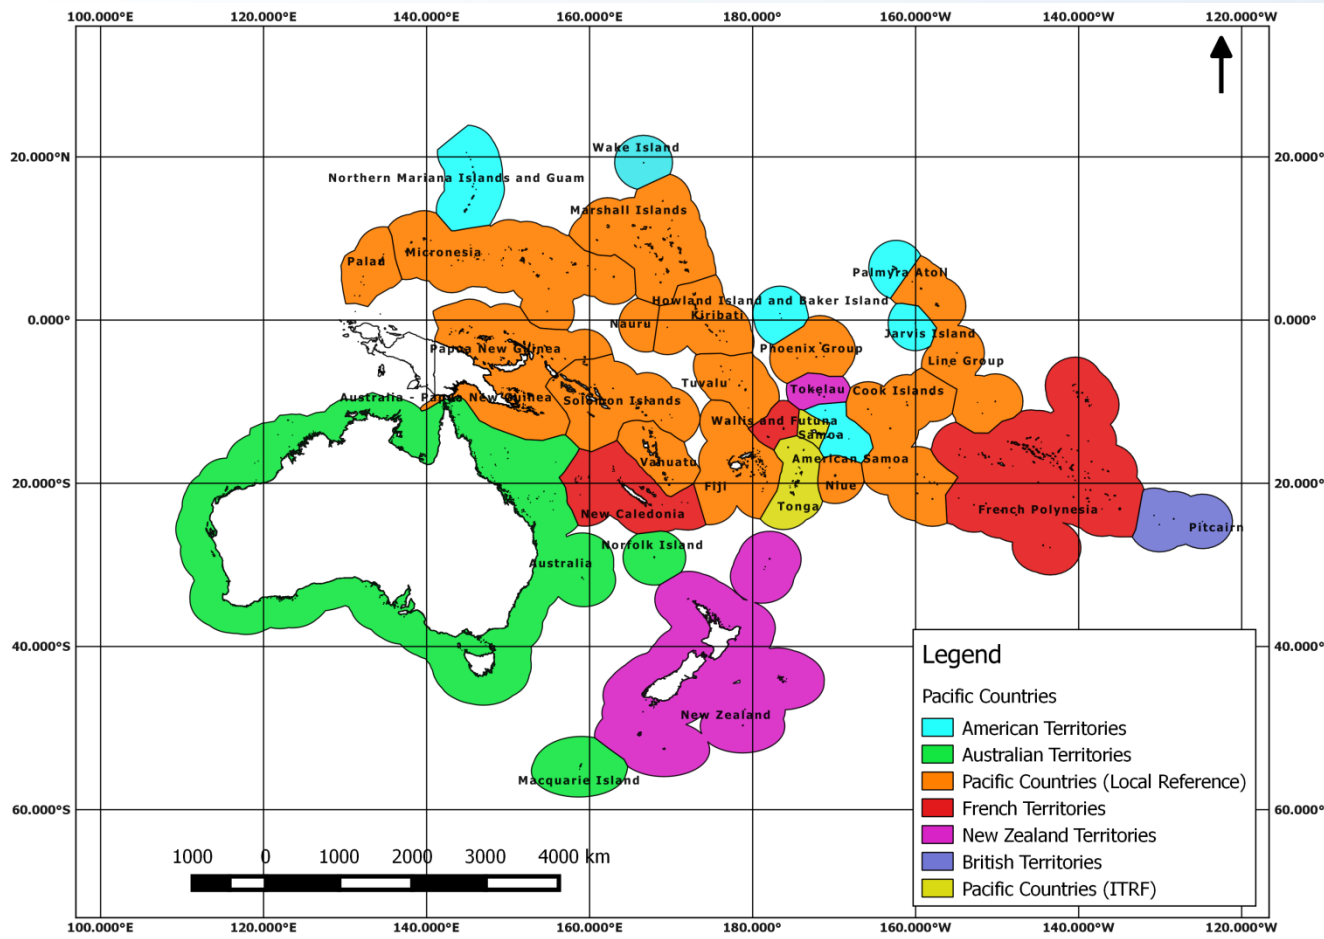 100.000°E 120.000°E 140.000°E 160.000°E 180.000°E 160.000°W 140.000°W 120.000°W
Wake Island
20.000°N 20.000°
Northern Mariana Islands and Guam
Marshall Islands
Micronesia
Palau
Palmyra Atoll
Howland Island and Baker Island
Kiribati
0.000° 0.000°
Nauru
Jarvis Island
Papua New Guinea
Phoenix Group
Line Group
Tuvalu
Tokelau
Cook Islands
Australia - Papua New Guinea
Solomon Islands
Wallis and Futuna
Samoa
American Samoa
Vanuatu
20.000°S 20.000°
Fiji
Niue
Tonga
French Polynesia
New Caledonia
Pitcairn
Norfolk Island
Australia
40.000°S 40.000°
New Zealand
Macquarie Island
60.000°S 60.000°
Legend
Pacific Countries
American Territories
Australian Territories
Pacific Countries (Local Reference)
French Territories
New Zealand Territories
British Territories
Pacific Countries (ITRF)
1000 0 1000 2000 3000 4000 km
100.000°E 120.000°E 140.000°E 160.000°E 180.000°E 160.000°W 140.000°W 120.000°W